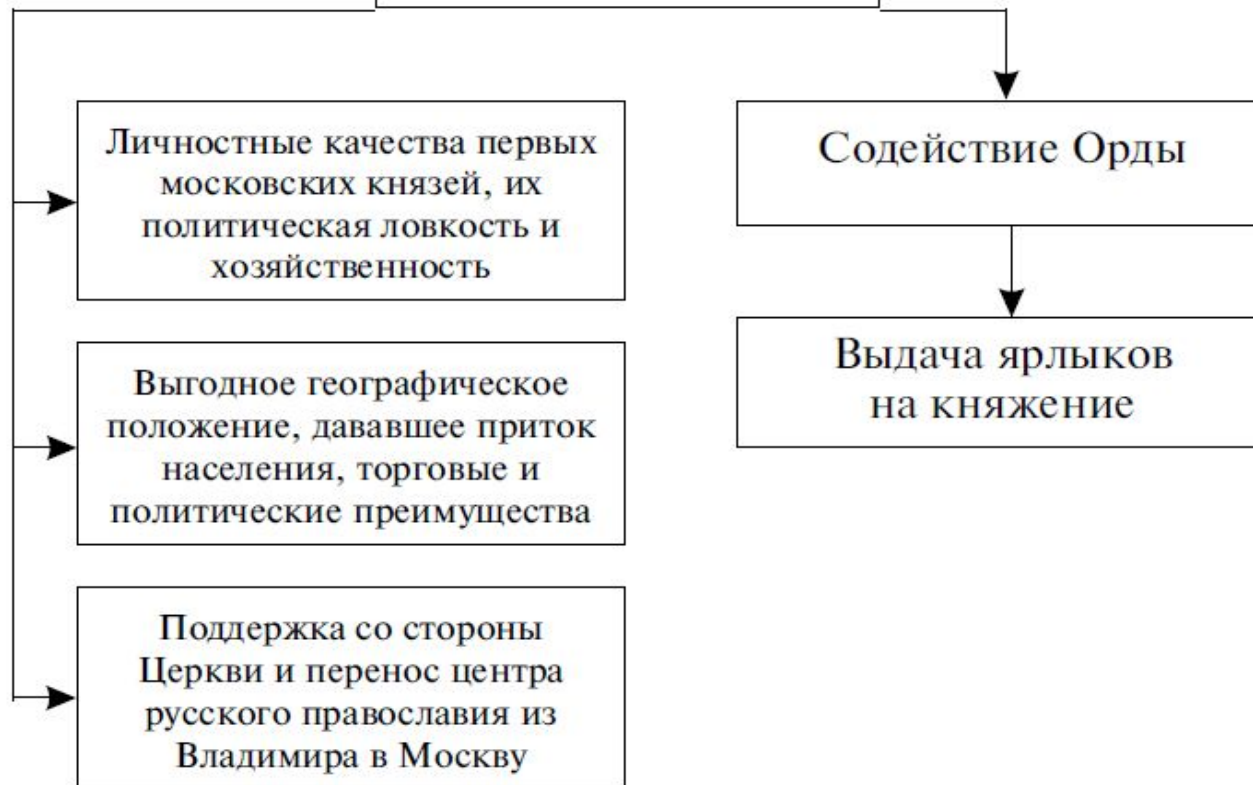 Личностные качества первых
московских князей, их
политическая ловкость и
хозяйственность
Выгодное географическое
положение, дававшее приток
населения, торговые и
политические преимущества
Поддержка со стороны
Церкви и перенос центра
русского православия из
Владимира в Москву
Содействие Орды
Выдача ярлыков
на княжение